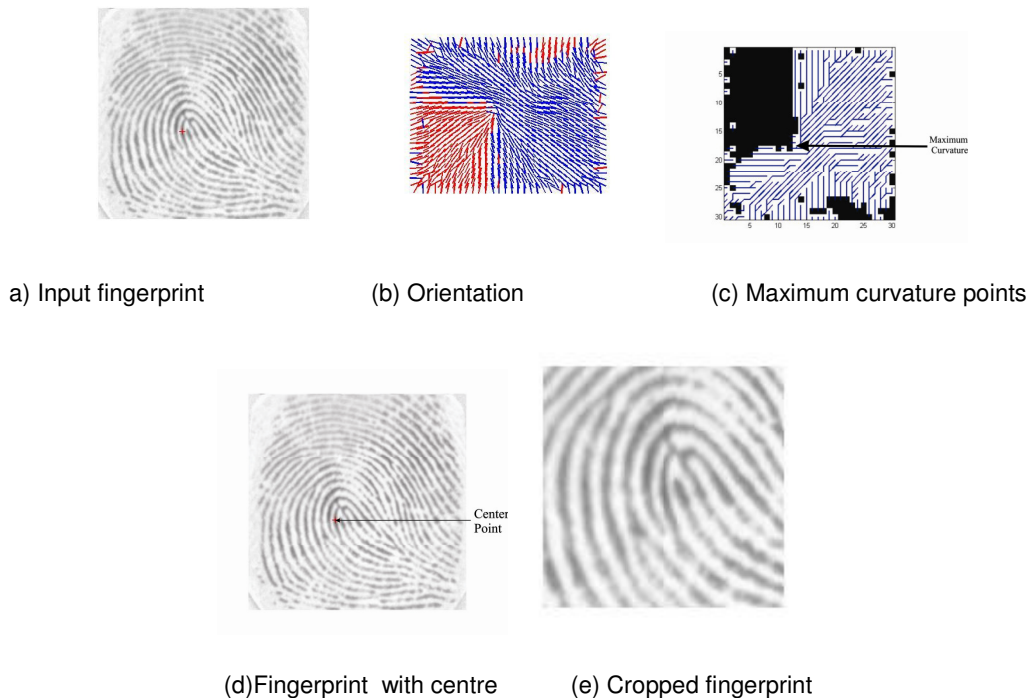 5
10
15
20
25
30
5 10 15 20 25 30
Maximum
Curvature
a) Input fingerprint (b) Orientation (c) Maximum curvature points
Center
Point
(d)Fingerprint with centre (e) Cropped fingerprint